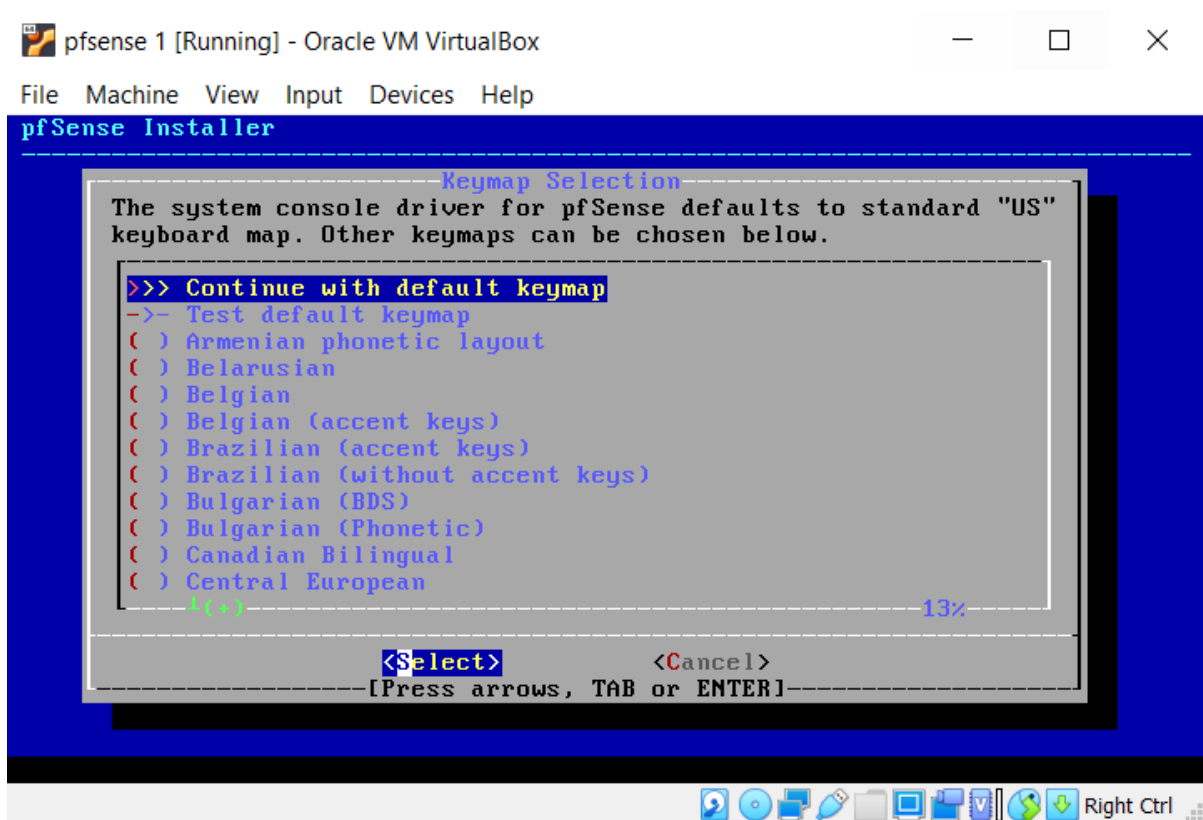 pfsense 1 [Running] - Oracle VM VirtualBox
File Machine View Input Devices Help
pfSense Installer
Keymap Selection
The system console driver for pfSense defaults to standard "US"
keyboard map. Other keymaps can be chosen below.
>>> Continue with default keymap
->- Test default keymap
( ) Armenian phonetic layout
( ) Belarusian
( ) Belgian
( ) Belgian (accent keys)
( ) Brazilian (accent keys)
( ) Brazilian (without accent keys)
( ) Bulgarian (BDS)
( ) Bulgarian (Phonetic)
( ) Canadian Bilingual
( ) Central European
┴(+) 13%
<Select> <Cancel>
[Press arrows, TAB or ENTER]
Right Ctrl